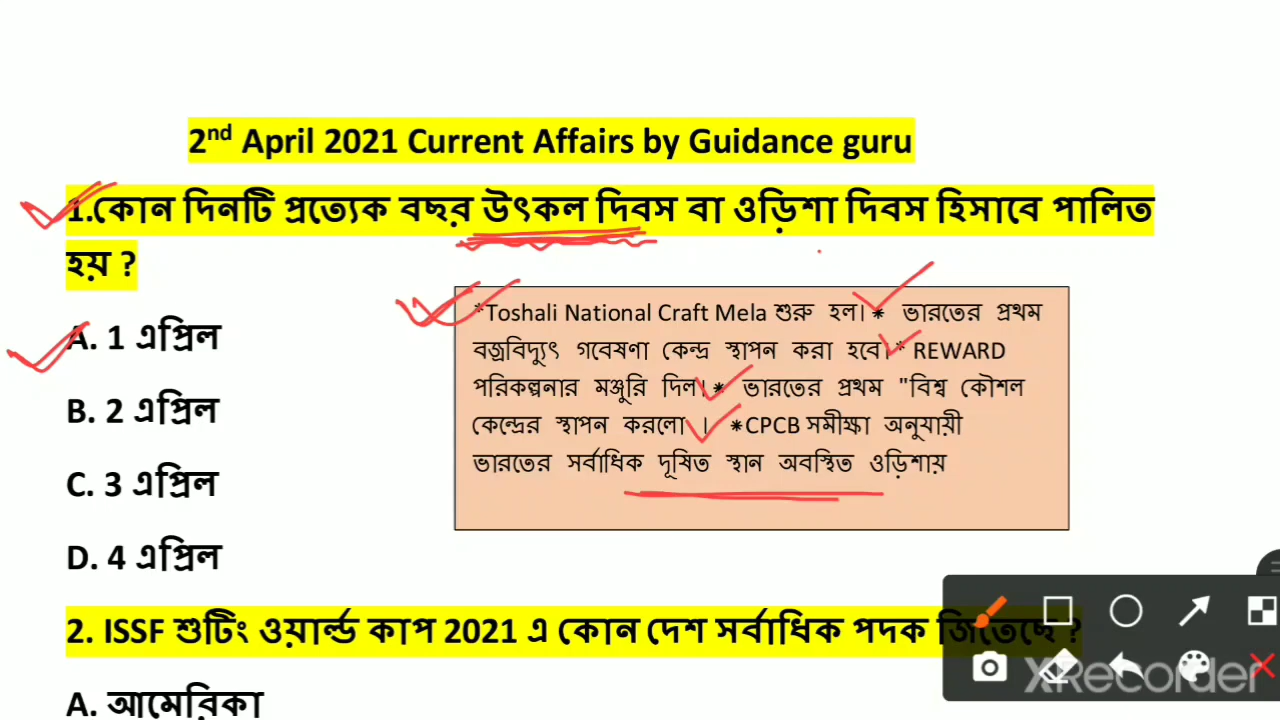 2nd April 2021 Current Affairs by Guidance guru
1.কোন দিনটি প্রত্যেক বছর উৎকল দিবস বা ওড়িশা দিবস হিসাবে পালিত
হয় ?
A. 1 এপ্রিল
B. 2 এপ্রিল
C. 3 এপ্রিল
D. 4 এপ্রিল
*Toshali National Craft Mela শুরু হল।* ভারতের প্রথম
বজ্রবিদ্যুৎ গবেষণা কেন্দ্র স্থাপন করা হবে।* REWARD
পরিকল্পনার মঞ্জুরি দিল।* ভারতের প্রথম "বিশ্ব কৌশল
কেন্দ্রের স্থাপন করলো । *CPCB সমীক্ষা অনুযায়ী
ভারতের সর্বাধিক দূষিত স্থান অবস্থিত ওড়িশায়
2. ISSF শুটিং ওয়ার্ল্ড কাপ 2021 এ কোন দেশ সর্বাধিক পদক জিতেছে ?
A. আমেরিকা
XRecorder